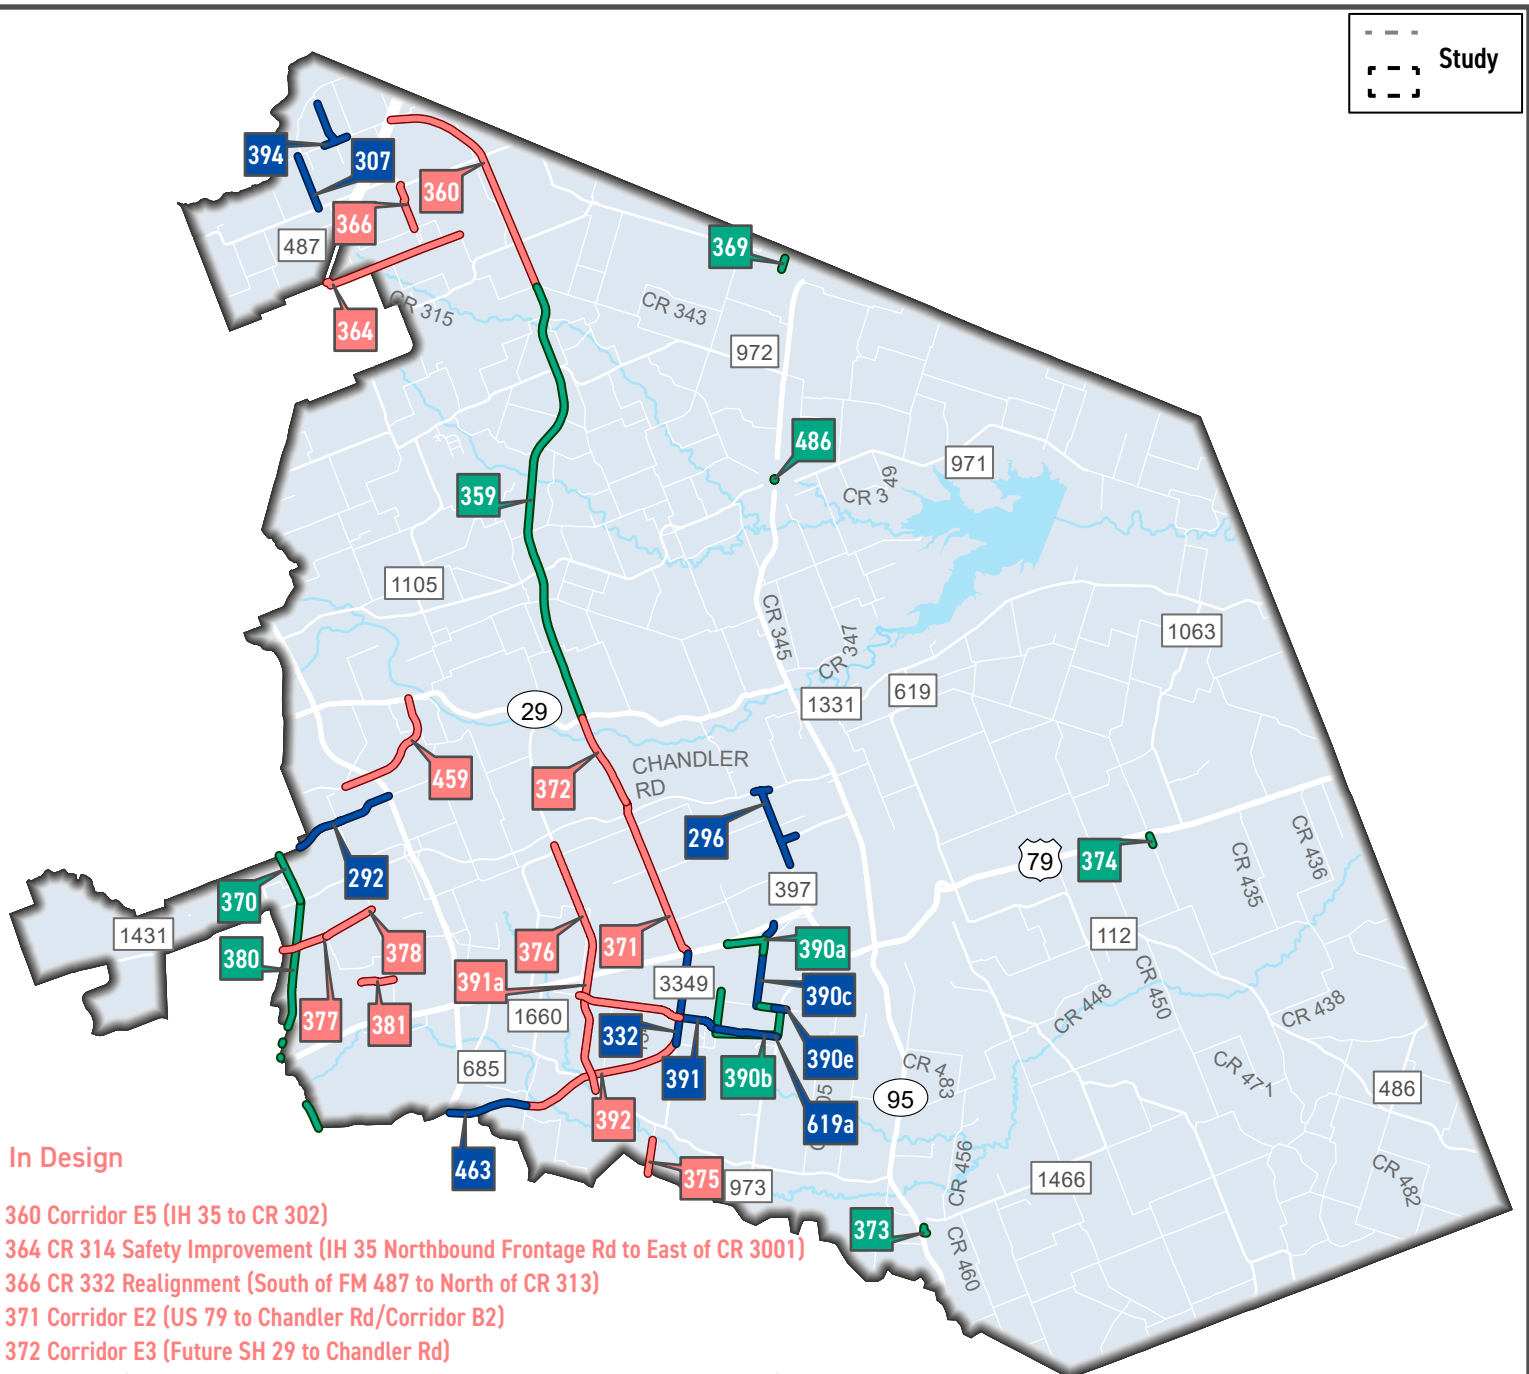 Study
394
307
360
366
487
369
364
CR 315
CR 343
972
486
971
CR 349
359
1105
CR 345
CR 347
1063
619
1331
29
CHANDLER
RD
459
372
296
79
374
CR 436
CR 435
292
397
370
1431
378
376
371
112
380
390a
391a
3349
390c
CR 450
377
381
1660
CR 448
CR 438
332
390e
685
391
390b
CR 483
CR 471
486
95
392
619a
463
375
973
CR 456
1466
CR 482
373
CR 460
In Design
360 Corridor E5 (IH 35 to CR 302)
364 CR 314 Safety Improvement (IH 35 Northbound Frontage Rd to East of CR 3001)
366 CR 332 Realignment (South of FM 487 to North of CR 313)
371 Corridor E2 (US 79 to Chandler Rd/Corridor B2)
372 Corridor E3 (Future SH 29 to Chandler Rd)